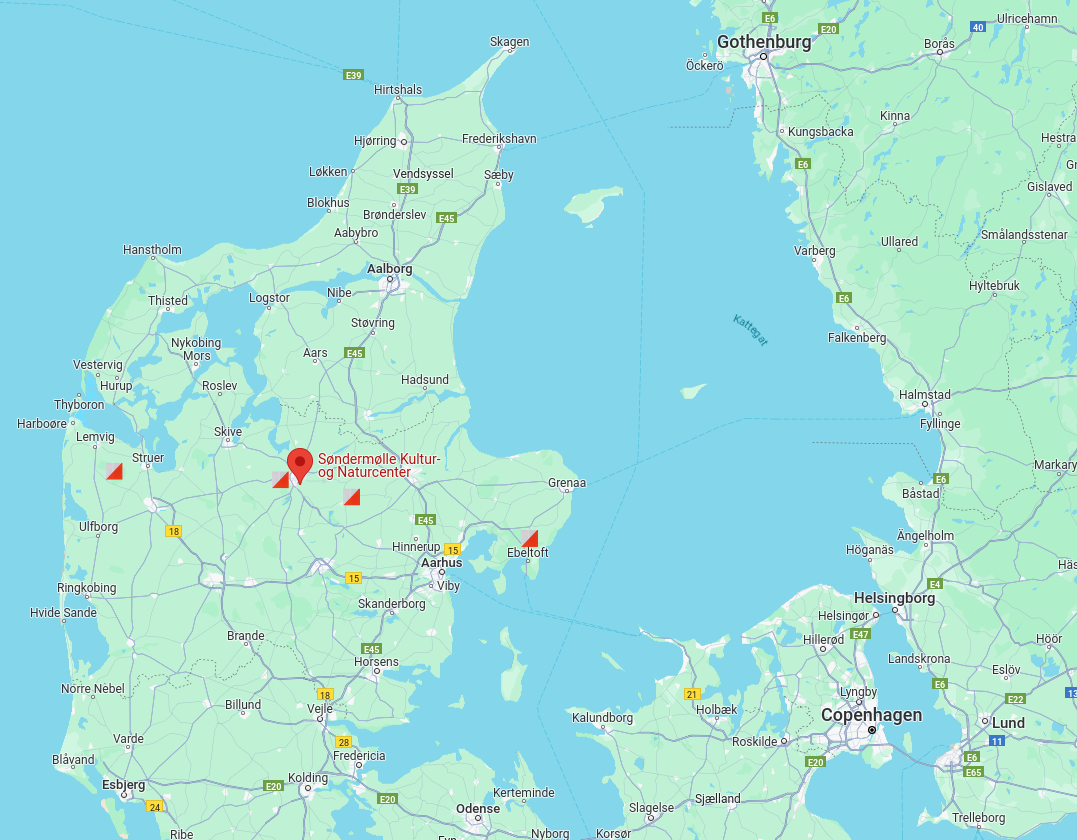 Skagen
E6
E20
Ulricehamn
40
Gothenburg
Borås
Öckerö
E39
Hirtshals
Kinna
Kungsbacka
Hjørring
Frederikshavn
Hestra
Løkken
Vendsyssel
Sæby
E6
Gr
E39
Gislaved
Blokhus
Brønderslev
E45
Aabybro
Smålandsstenar
Hanstholm
Varberg
Ullared
Aalborg
Hyltebruk
Thisted
Logstor
Nibe
E6
Støvring
Kattegat
Falkenberg
Nykobing
Mors
Aars
E45
Vestervig
Hurup
Roslev
Hadsund
Halmstad
Thyboron
Harboøre
Fyllinge
Lemvig
Skive
Struer
Søndermølle Kultur-
og Naturcenter
Markary
Grenaa
E6
Båstad
Ulfborg
18
E45
Ängelholm
Hinnerup
15
Ebeltoft
Höganäs
Aarhus
Häs
15
Viby
E4
Ringkobing
Skanderborg
Helsingborg
Hvide Sande
Helsingør
Brande
E47
Hillerød
Höör
E45
Horsens
Landskrona
Eslöv
Norre Nebel
18
21
E6
E22
13
Billund
Vejle
Lyngby
Kalundborg
Holbæk
Copenhagen
Lund
Varde
28
Roskilde
11
Blåvand
Fredericia
E20
E6
E65
Esbjerg
E20
Kolding
24
E20
Kerteminde
Sjælland
Odense
Slagelse
Trelleborg
Ribe
Fyn
Nyborg
Korsør